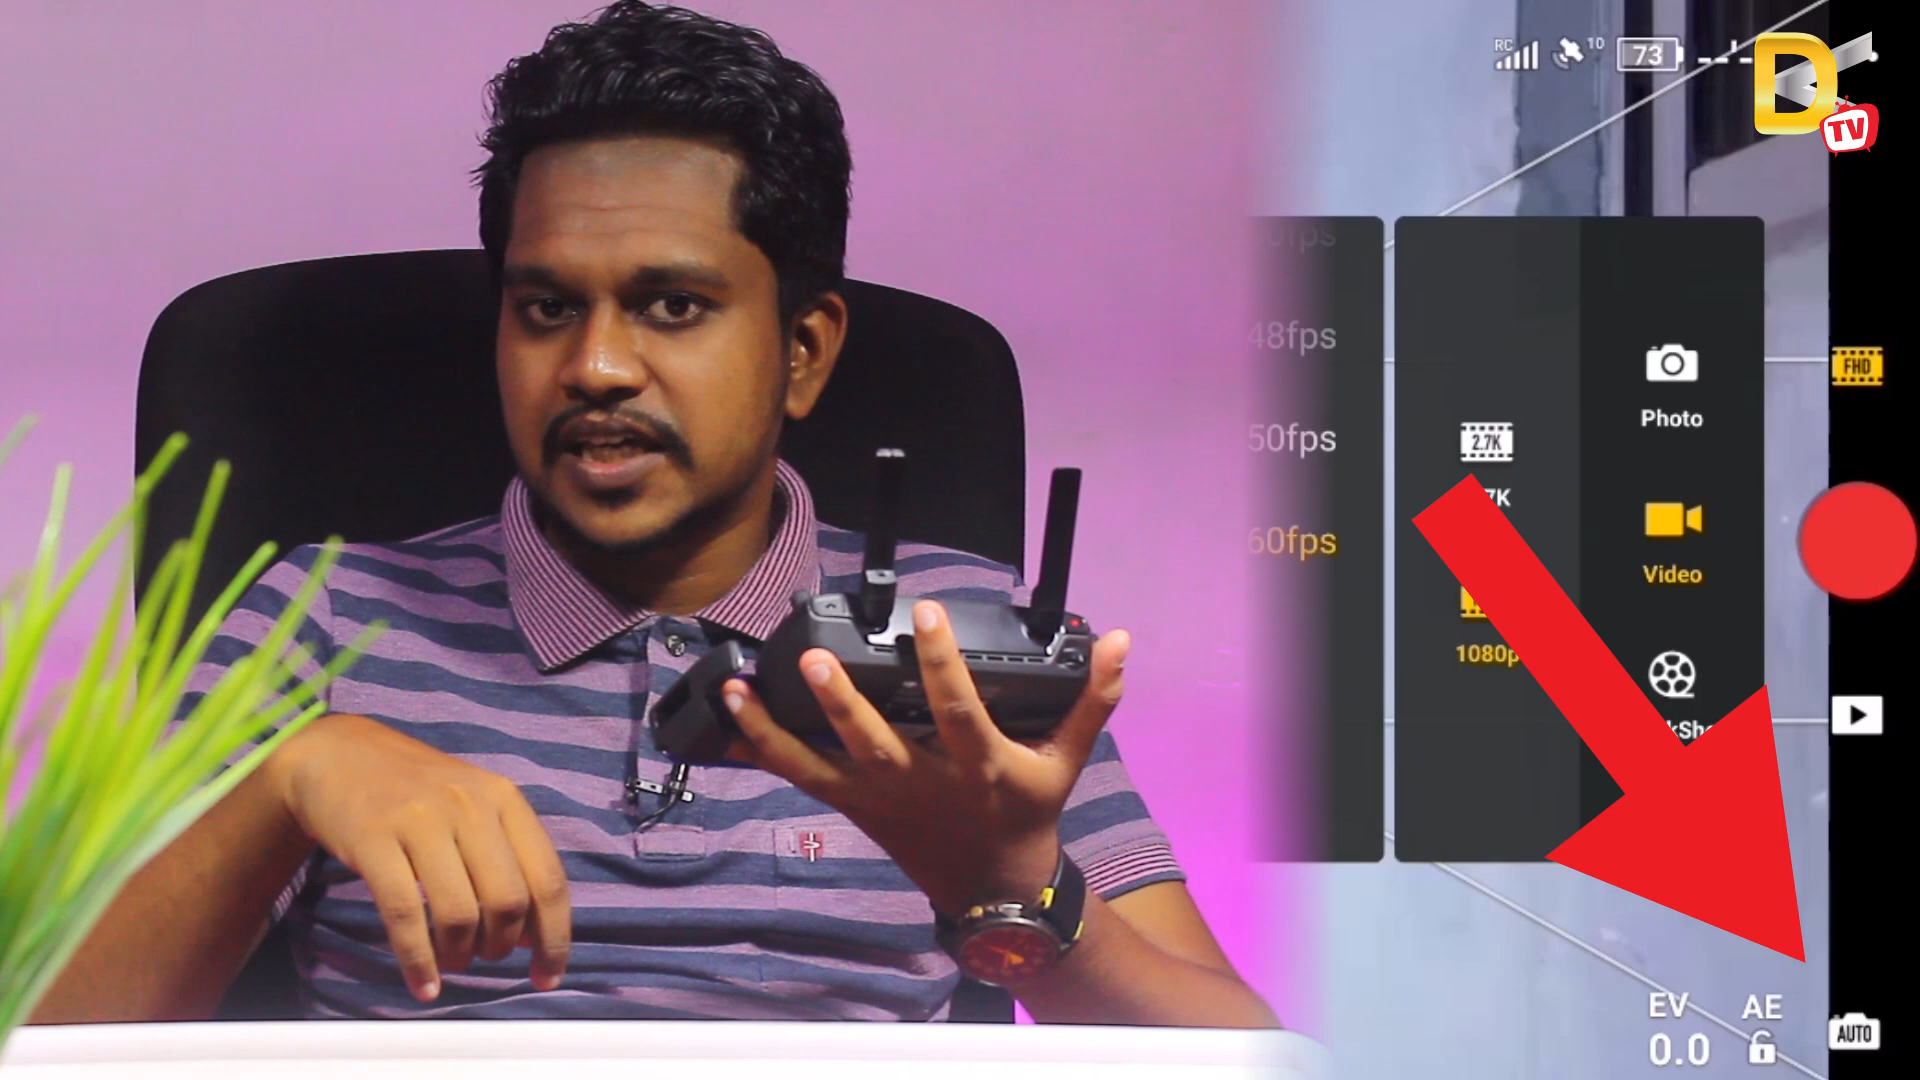 RC
10
73
D
TV
48fps
50fps
60fps
2.7K
1080p
Photo
Video
FHD
EV
0.0
AE
AUTO